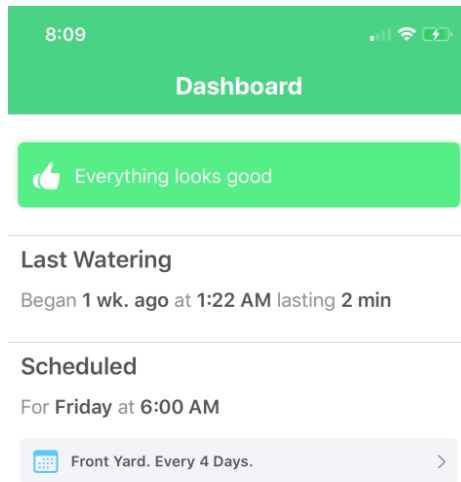 8:09
Dashboard
Everything looks good
Last Watering
Began 1 wk. ago at 1:22 AM lasting 2 min
Scheduled
For Friday at 6:00 AM
Front Yard. Every 4 Days.